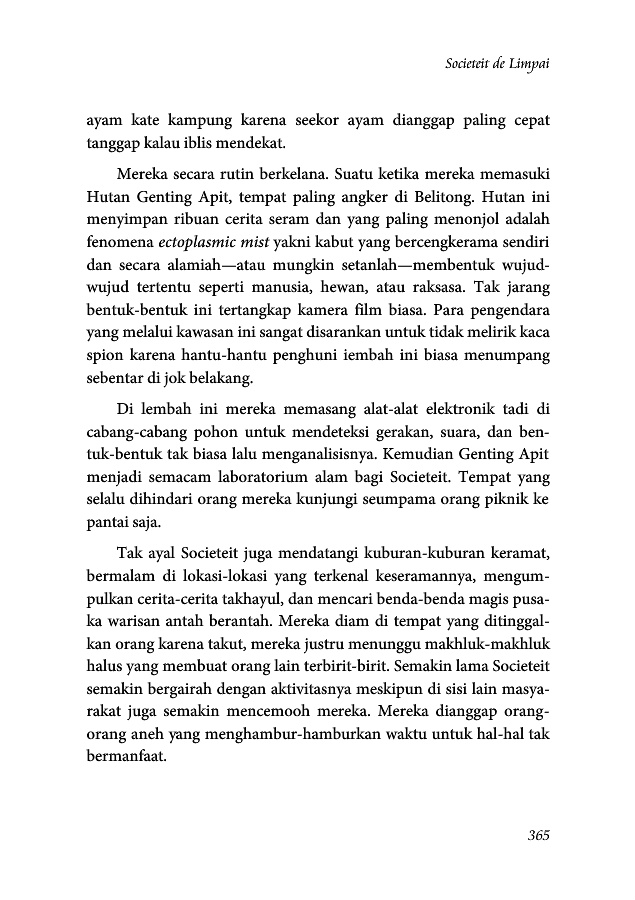 Societeit de Limpai
ayam kate kampung karena seekor ayam dianggap paling cepat
tanggap kalau iblis mendekat.
Mereka secara rutin berkelana. Suatu ketika mereka memasuki
Hutan Genting Apit, tempat paling angker di Belitong. Hutan ini
menyimpan ribuan cerita seram dan yang paling menonjol adalah
fenomena ectoplasmic mist yakni kabut yang bercengkerama sendiri
dan secara alamiah—atau mungkin setanlah—membentuk wujud-
wujud tertentu seperti manusia, hewan, atau raksasa. Tak jarang
bentuk-bentuk ini tertangkap kamera film biasa. Para pengendara
yang melalui kawasan ini sangat disarankan untuk tidak melirik kaca
spion karena hantu-hantu penghuni iembah ini biasa menumpang
sebentar di jok belakang.
Di lembah ini mereka memasang alat-alat elektronik tadi di
cabang-cabang pohon untuk mendeteksi gerakan, suara, dan ben-
tuk-bentuk tak biasa lalu menganalisisnya. Kemudian Genting Apit
menjadi semacam laboratorium alam bagi Societeit. Tempat yang
selalu dihindari orang mereka kunjungi seumpama orang piknik ke
pantai saja.
Tak ayal Societeit juga mendatangi kuburan-kuburan keramat,
bermalam di lokasi-lokasi yang terkenal keseramannya, mengum-
pulkan cerita-cerita takhayul, dan mencari benda-benda magis pusa-
ka warisan antah berantah. Mereka diam di tempat yang ditinggal-
kan orang karena takut, mereka justru menunggu makhluk-makhluk
halus yang membuat orang lain terbirit-birit. Semakin lama Societeit
semakin bergairah dengan aktivitasnya meskipun di sisi lain masya-
rakat juga semakin mencemooh mereka. Mereka dianggap orang-
orang aneh yang menghambur-hamburkan waktu untuk hal-hal tak
bermanfaat.
365